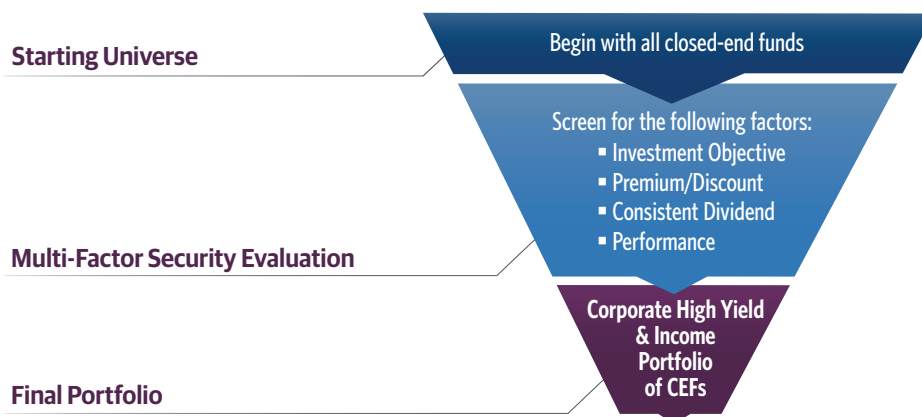 Starting Universe
Begin with all closed-end funds
Screen for the following factors:
▪ Investment Objective
▪ Premium/Discount
▪ Consistent Dividend
▪ Performance
Multi-Factor Security Evaluation
Corporate High Yield
& Income
Portfolio
of CEFs
Final Portfolio